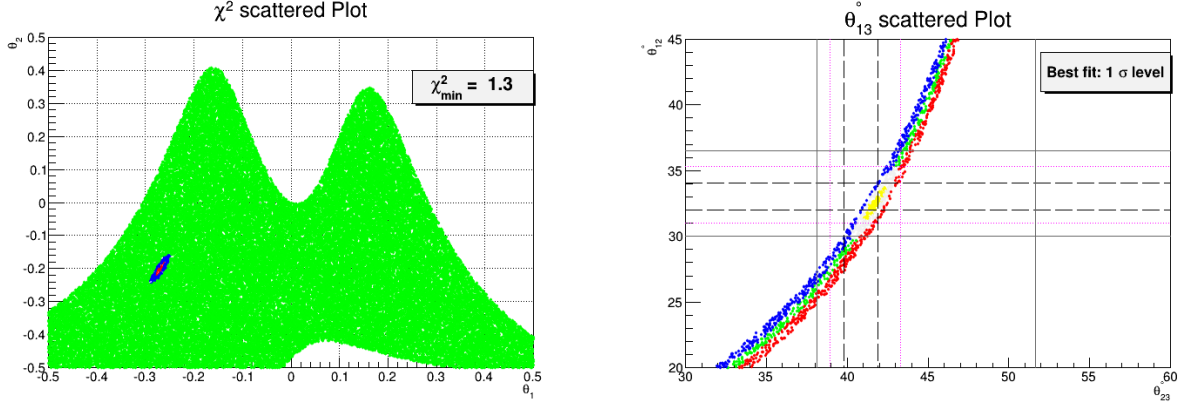 χ² scattered Plot
θ₂
0.5
0.4
0.3
0.2
0.1
0
-0.1
-0.2
-0.3
-0.4
-0.5
χ²min = 1.3
-0.5 -0.4 -0.3 -0.2 -0.1 0 0.1 0.2 0.3 0.4 0.5
θ₁
θ°₁₃ scattered Plot
θ°₁₂
45
40
35
30
25
20
Best fit: 1 σ level
30 35 40 45 50 55 60
θ°₂₃